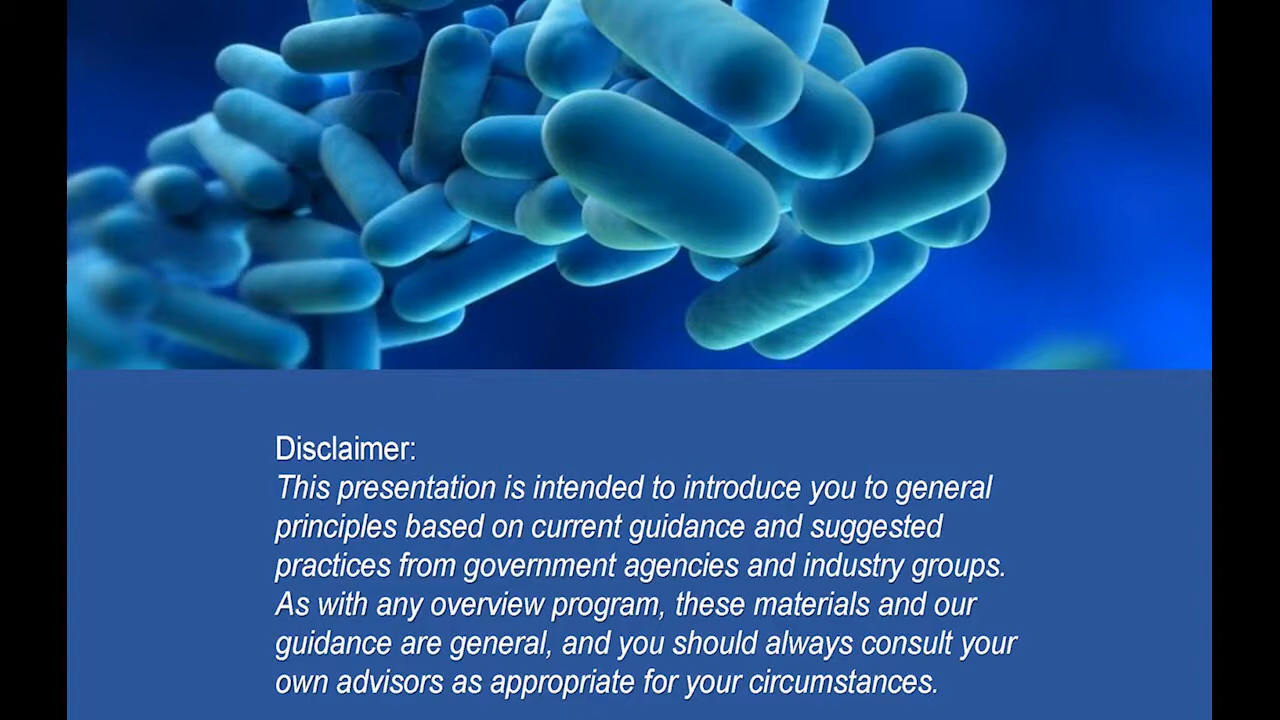 Disclaimer:
This presentation is intended to introduce you to general
principles based on current guidance and suggested
practices from government agencies and industry groups.
As with any overview program, these materials and our
guidance are general, and you should always consult your
own advisors as appropriate for your circumstances.